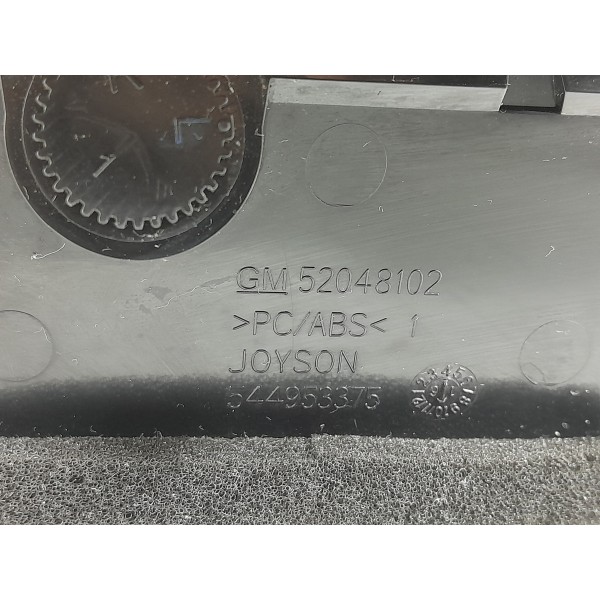 GM 52048102
>PC/ABS< 1
JOYSON
544953375